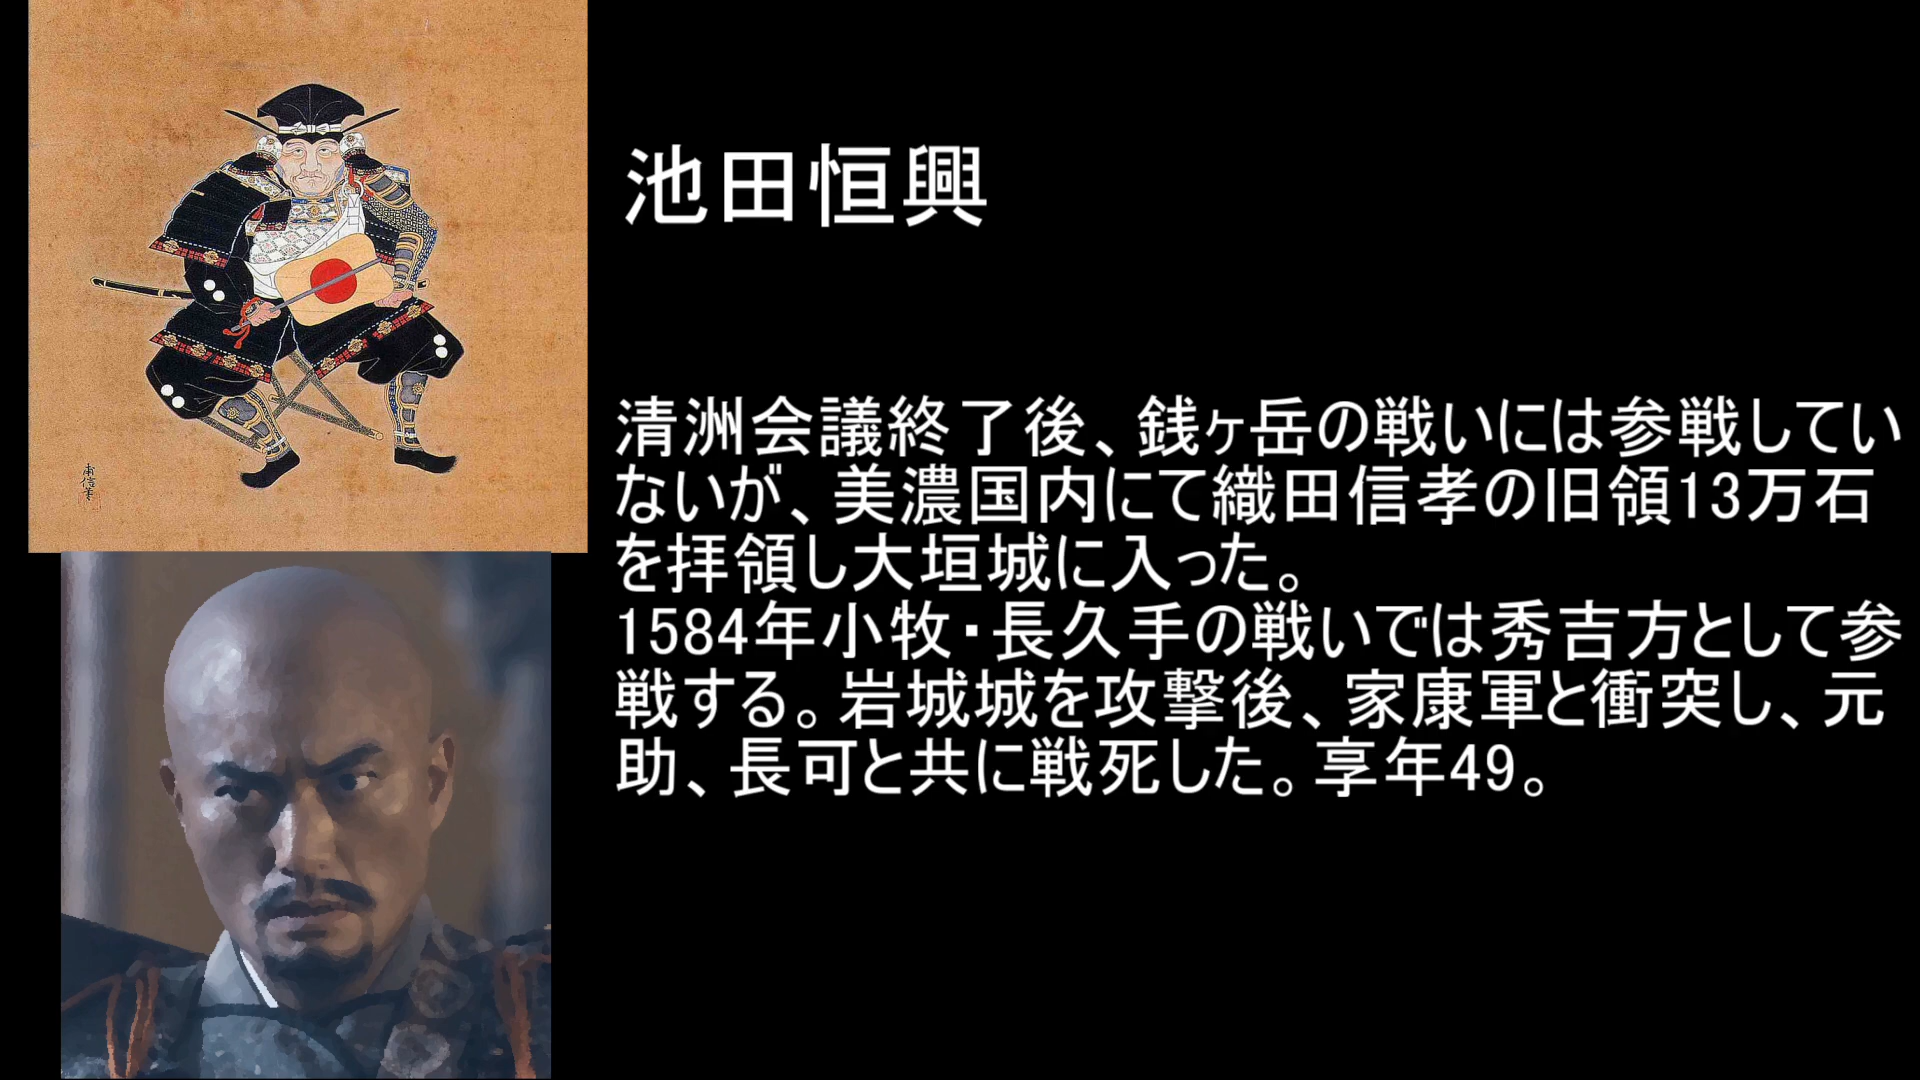 池田恒興
清洲会議終了後、銭ヶ岳の戦いには参戦してい
ないが、美濃国内にて織田信孝の旧領13万石
を拝領し大垣城に入った。
1584年小牧・長久手の戦いでは秀吉方として参
戦する。岩城城を攻撃後、家康軍と衝突し、元
助、長可と共に戦死した。享年49。